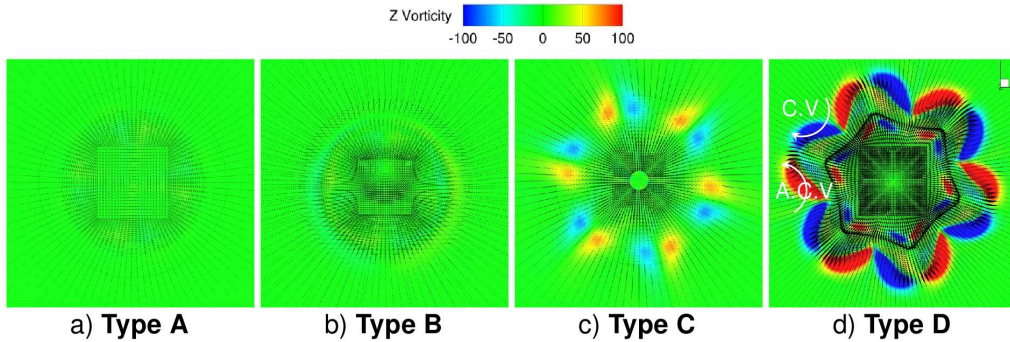 Z Vorticity
-100 -50 0 50 100
C.V
A.C.V
a) Type A b) Type B c) Type C d) Type D